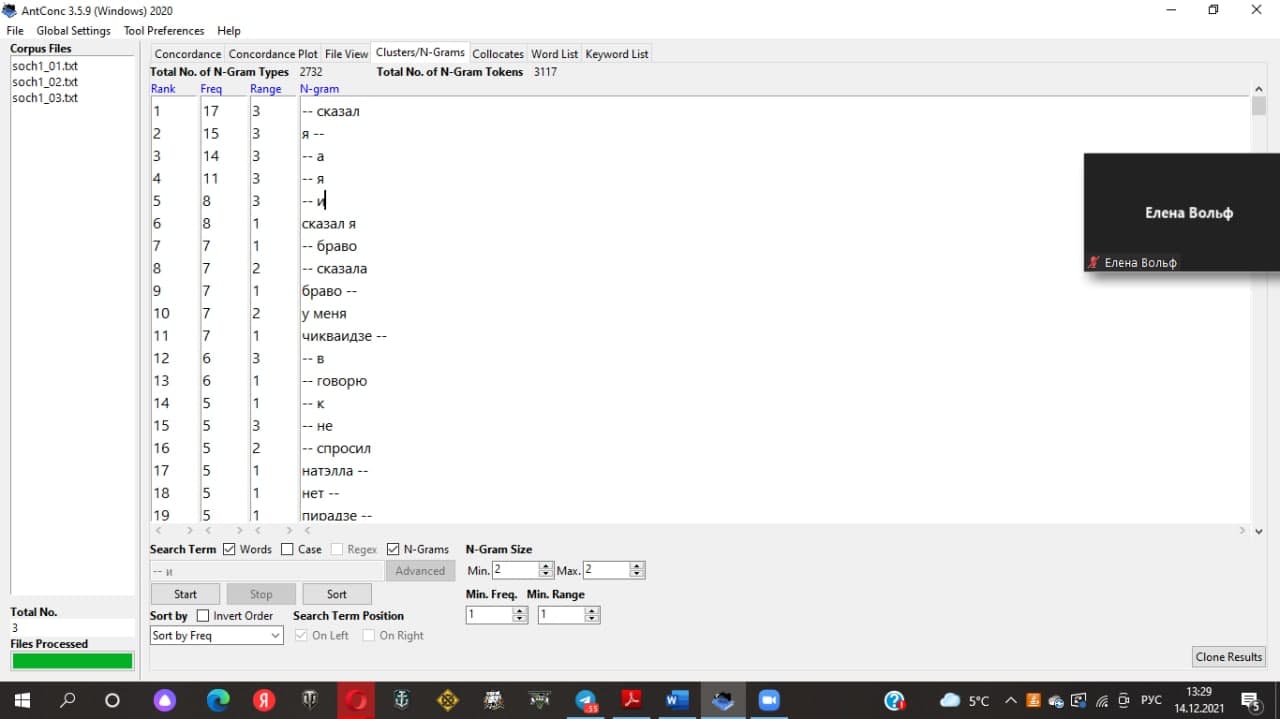 AntConc 3.5.9 (Windows) 2020
File Global Settings Tool Preferences Help
Corpus Files
soch1_01.txt
soch1_02.txt
soch1_03.txt
Total No.
3
Files Processed
Concordance Concordance Plot File View Clusters/N-Grams Collocates Word List Keyword List
Total No. of N-Gram Types 2732 Total No. of N-Gram Tokens 3117
Rank Freq Range N-gram
1 17 3 -- сказал
2 15 3 я --
3 14 3 -- а
4 11 3 -- я
5 8 3 -- и
6 8 1 сказал я
7 7 1 -- браво
8 7 2 -- сказала
9 7 1 браво --
10 7 2 у меня
11 7 1 чикваидзе --
12 6 3 -- в
13 6 1 -- говорю
14 5 1 -- к
15 5 3 -- не
16 5 2 -- спросил
17 5 1 натэлла --
18 5 1 нет --
19 5 1 пирадзе --
Search Term Words Case Regex N-Grams N-Gram Size
-- и Advanced Min. 2 Max. 2
Start Stop Sort Min. Freq. Min. Range
Sort by Invert Order Search Term Position 1 1
Sort by Freq On Left On Right
Clone Results
Елена Вольф
Елена Вольф
55 5°C РУС 13:29
14.12.2021 5